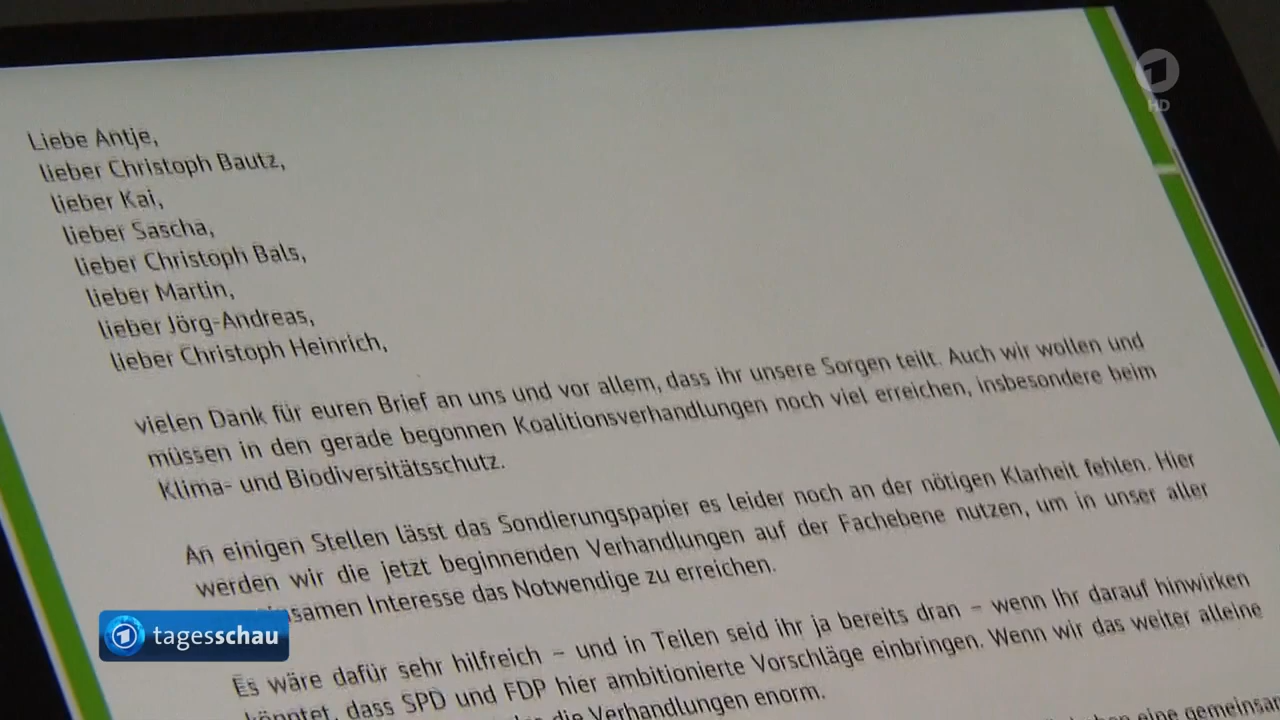 HD
Liebe Antje,
lieber Christoph Bautz,
lieber Kai,
lieber Sascha,
lieber Christoph Bals,
lieber Martin,
lieber Jörg-Andreas,
lieber Christoph Heinrich,
vielen Dank für euren Brief an uns und vor allem, dass ihr unsere Sorgen teilt. Auch wir wollen und
müssen in den gerade begonnen Koalitionsverhandlungen noch viel erreichen, insbesondere beim
Klima- und Biodiversitätsschutz.
An einigen Stellen lässt das Sondierungspapier es leider noch an der nötigen Klarheit fehlen. Hier
werden wir die jetzt beginnenden Verhandlungen auf der Fachebene nutzen, um in unser aller
insamen Interesse das Notwendige zu erreichen.
Es wäre dafür sehr hilfreich – und in Teilen seid ihr ja bereits dran – wenn Ihr darauf hinwirken
könntet, dass SPD und FDP hier ambitionierte Vorschläge einbringen. Wenn wir das weiter alleine
die Verhandlungen enorm.
eine gemeinsam
tagesschau